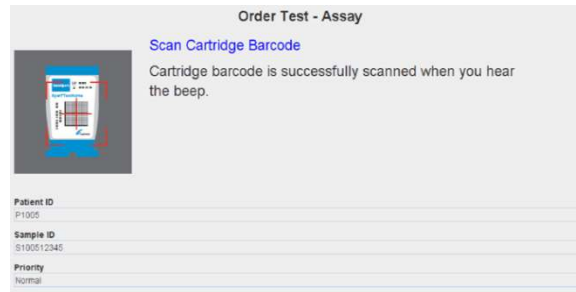 Order Test - Assay
Scan Cartridge Barcode
Cartridge barcode is successfully scanned when you hear
the beep.
Patient ID
P1005
Sample ID
S100512345
Priority
Normal